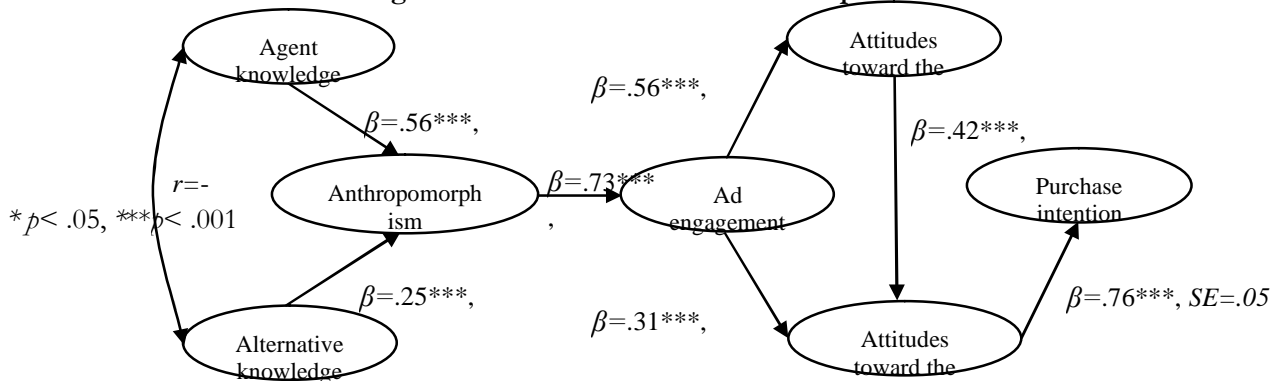 Agent
knowledge
β=.56***,
r=-
* p< .05, ***p< .001
Anthropomorph
ism
β=.73***
,
β=.25***,
Alternative
knowledge
Ad
engagement
β=.56***,
β=.31***,
Attitudes
toward the
β=.42***,
Purchase
intention
β=.76***, SE=.05
Attitudes
toward the